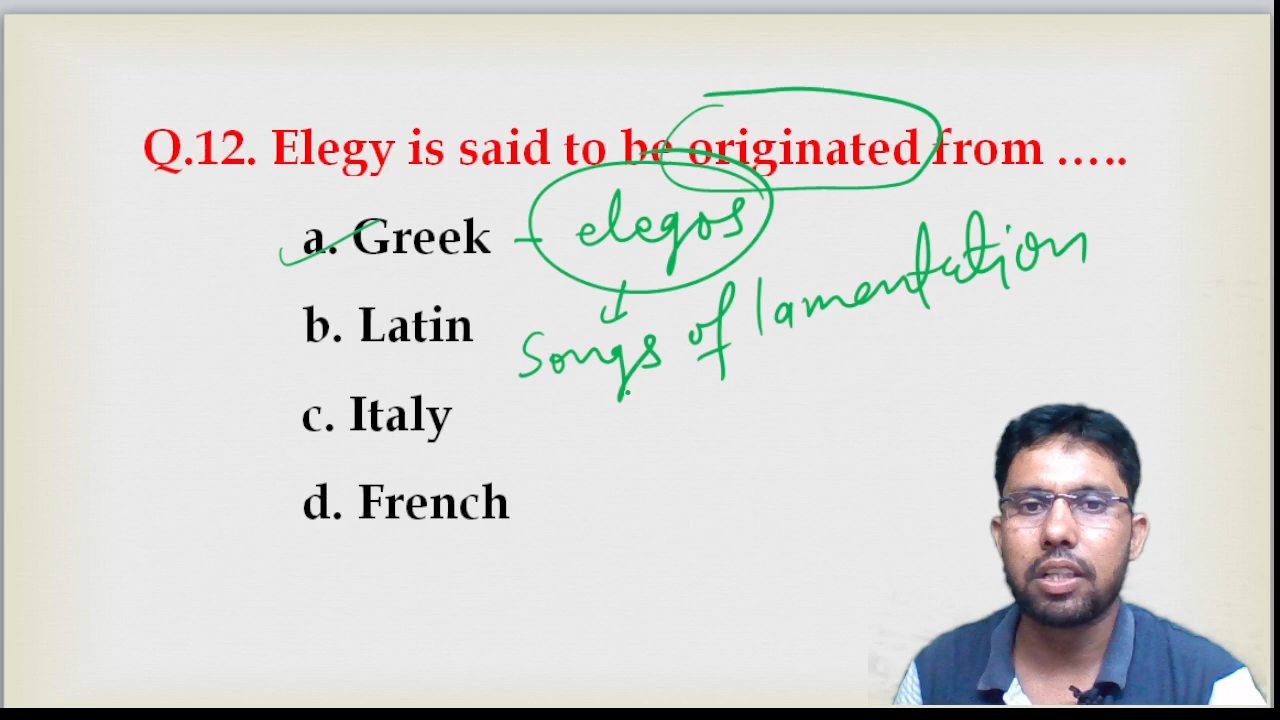 Q.12. Elegy is said to be originated from .....
a. Greek - elegos
songs of lamentation
b. Latin
c. Italy
d. French